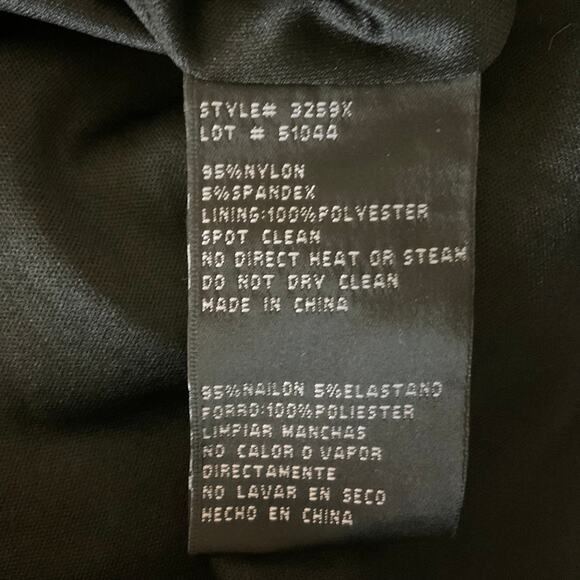 STYLE# 3259X
LOT # 51044
95%NYLON
5%SPANDEX
LINING:100%POLYESTER
SPOT CLEAN
NO DIRECT HEAT OR STEAM
DO NOT DRY CLEAN
MADE IN CHINA
95%NAILON 5%ELASTANO
FORRO:100%POLIESTER
LIMPIAR MANCHAS
NO CALOR O VAPOR
DIRECTAMENTE
NO LAVAR EN SECO
HECHO EN CHINA